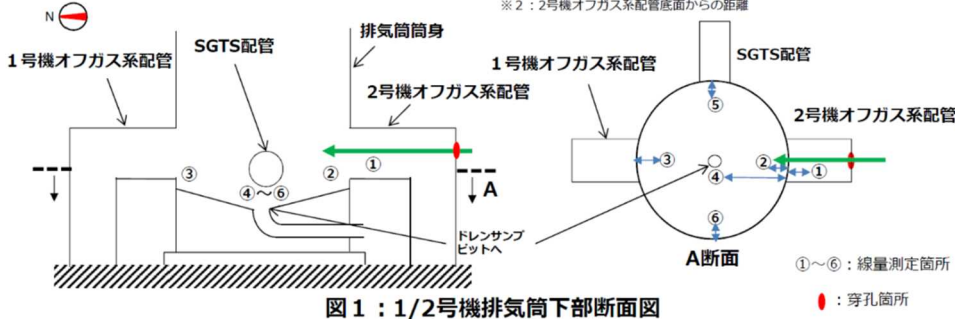 ※2：2号機オフガス系配管底面からの距離
N
SGTS配管
排気筒筒身
1号機オフガス系配管
2号機オフガス系配管
①
②
③
④～⑥
A
ドレンサンプ
ピットへ
SGTS配管
1号機オフガス系配管
2号機オフガス系配管
⑤
③
②
①
④
⑥
A断面
①～⑥：線量測定箇所
：穿孔箇所
図1：1/2号機排気筒下部断面図